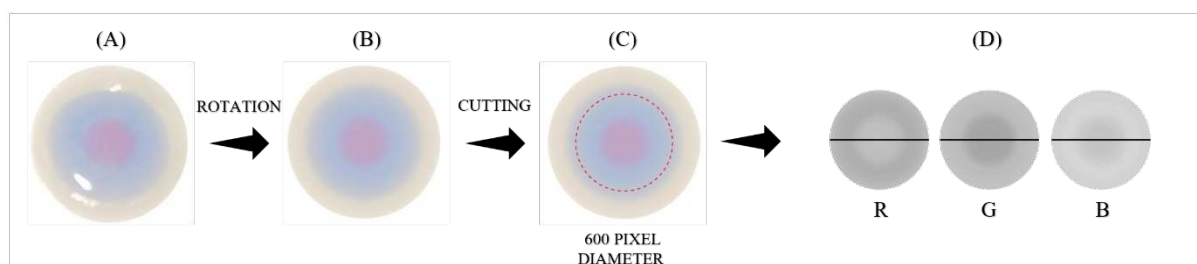 (A)
(B)
(C)
(D)
ROTATION
CUTTING
600 PIXEL
DIAMETER
R
G
B